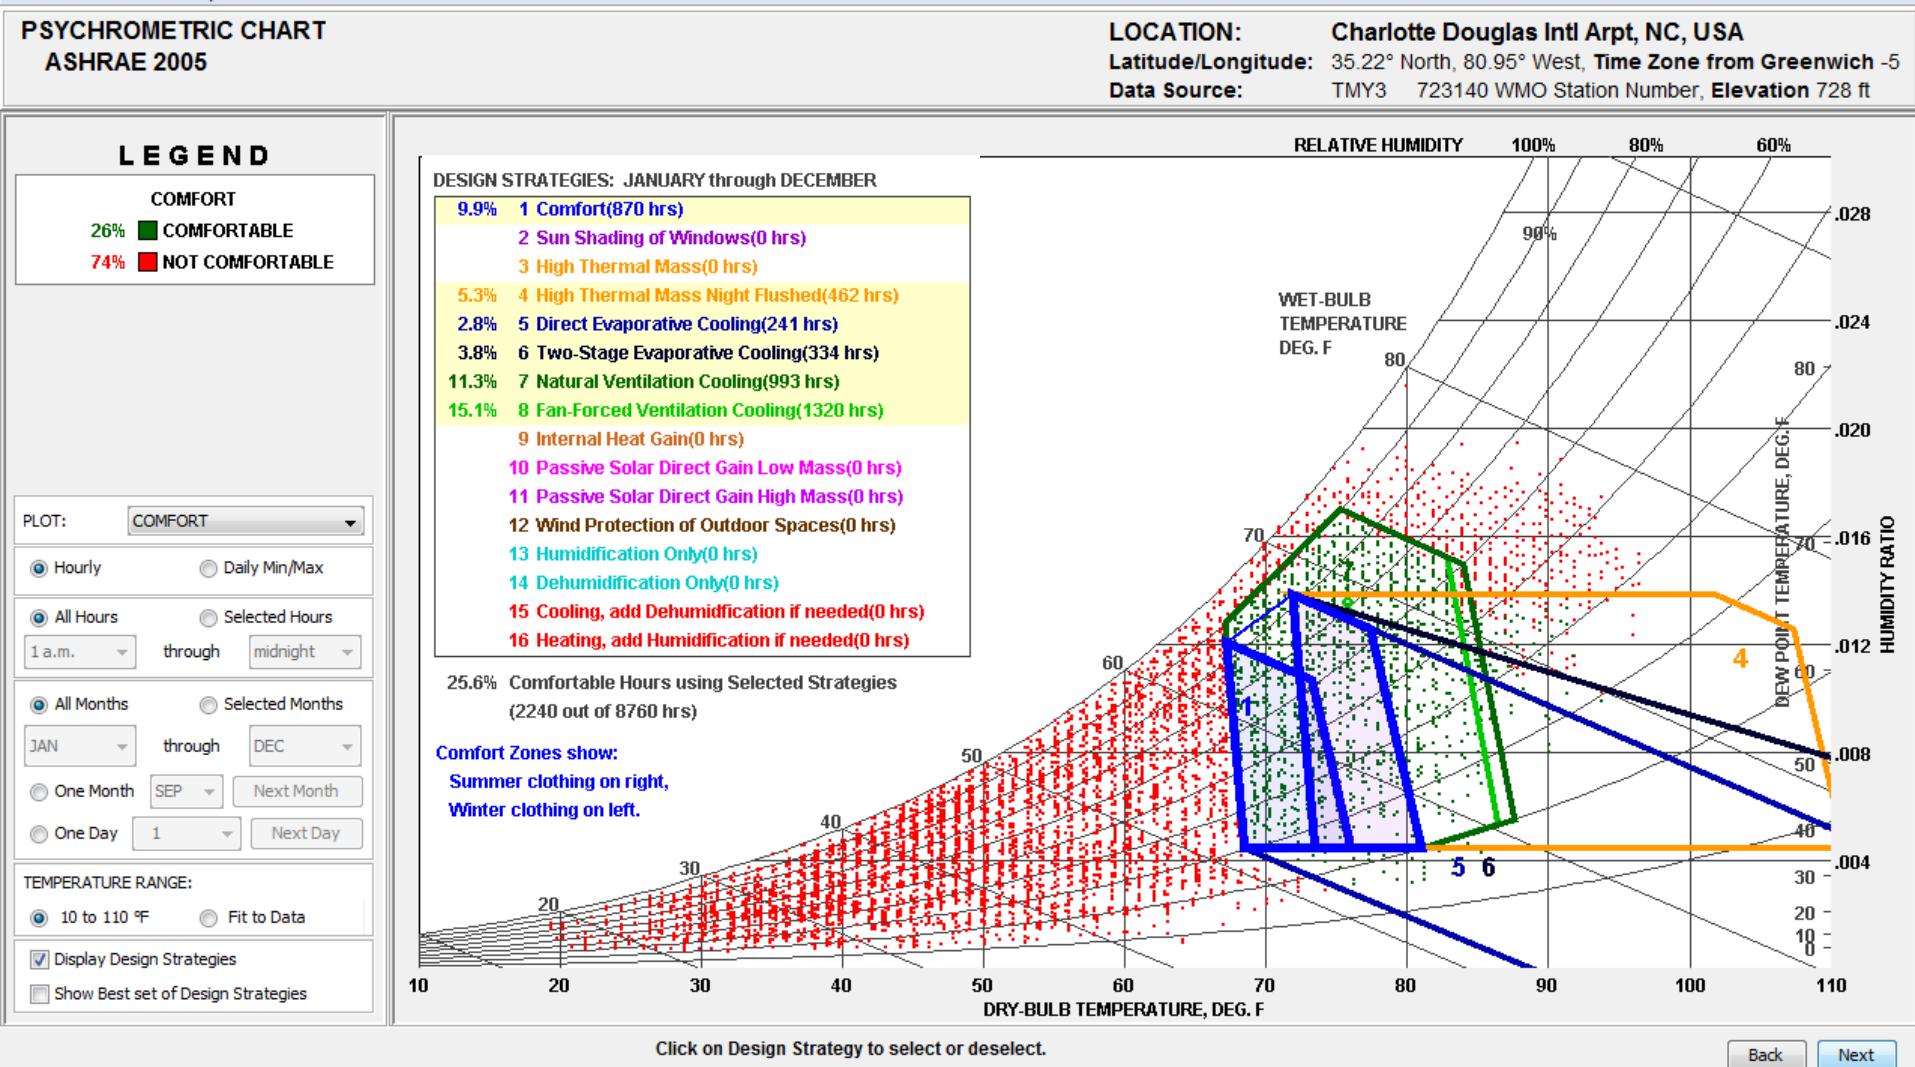 PSYCHROMETRIC CHART
ASHRAE 2005
LOCATION: Charlotte Douglas Intl Arpt, NC, USA
Latitude/Longitude: 35.22° North, 80.95° West, Time Zone from Greenwich -5
Data Source: TMY3 723140 WMO Station Number, Elevation 728 ft
LEGEND
COMFORT
26% COMFORTABLE
74% NOT COMFORTABLE
PLOT: COMFORT
Hourly Daily Min/Max
All Hours Selected Hours
1 a.m. through midnight
All Months Selected Months
JAN through DEC
One Month SEP Next Month
One Day 1 Next Day
TEMPERATURE RANGE:
10 to 110 °F Fit to Data
Display Design Strategies
Show Best set of Design Strategies
DESIGN STRATEGIES: JANUARY through DECEMBER
9.9% 1 Comfort(870 hrs)
2 Sun Shading of Windows(0 hrs)
3 High Thermal Mass(0 hrs)
5.3% 4 High Thermal Mass Night Flushed(462 hrs)
2.8% 5 Direct Evaporative Cooling(241 hrs)
3.8% 6 Two-Stage Evaporative Cooling(334 hrs)
11.3% 7 Natural Ventilation Cooling(993 hrs)
15.1% 8 Fan-Forced Ventilation Cooling(1320 hrs)
9 Internal Heat Gain(0 hrs)
10 Passive Solar Direct Gain Low Mass(0 hrs)
11 Passive Solar Direct Gain High Mass(0 hrs)
12 Wind Protection of Outdoor Spaces(0 hrs)
13 Humidification Only(0 hrs)
14 Dehumidification Only(0 hrs)
15 Cooling, add Dehumidfication if needed(0 hrs)
16 Heating, add Humidification if needed(0 hrs)
25.6% Comfortable Hours using Selected Strategies
(2240 out of 8760 hrs)
Comfort Zones show:
Summer clothing on right,
Winter clothing on left.
RELATIVE HUMIDITY 100% 80% 60%
90%
WET-BULB
TEMPERATURE
DEG. F
80
70
60
50
40
30
20
7
8
1
4
5 6
DEW POINT TEMPERATURE, DEG. F
80
70
60
50
40
30
20
10
0
.028
.024
.020
.016
.012
.008
.004
HUMIDITY RATIO
10 20 30 40 50 60 70 80 90 100 110
DRY-BULB TEMPERATURE, DEG. F
Click on Design Strategy to select or deselect.
Back Next